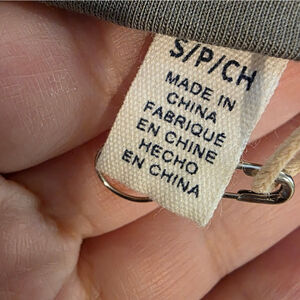 S/P/CH
MADE IN
CHINA
FABRIQUÉ
EN CHINE
HECHO
EN CHINA